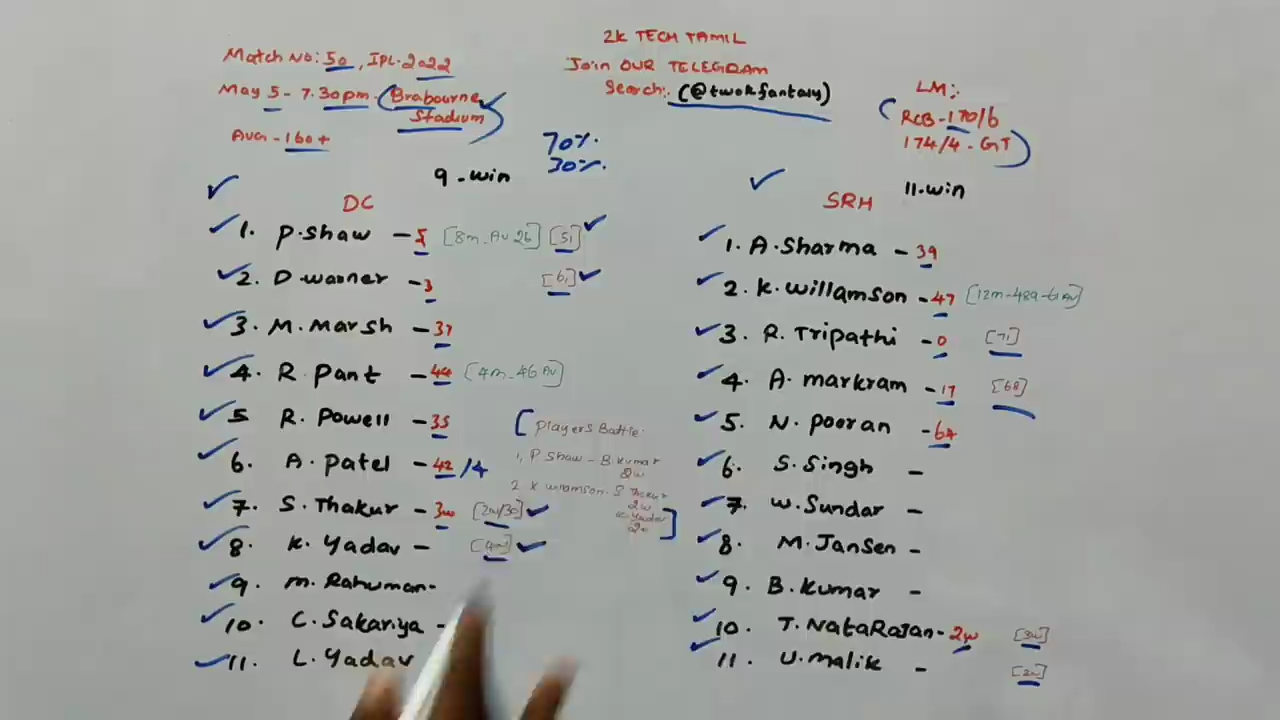 2K TECH TAMIL
Match No: 50, IPL-2022
Join OUR TELEGRAM
May 5 - 7.30pm. (Brabourne
Stadium)
Search:. (@twokfantasy)
LM:.
RCB - 170/6
174/4 - GT
Avg - 160+
70%.
30%.
9 - win
11-win
DC
1. P. Shaw - 5 [8m - Av 26] [51]
2. D warner - 3 [61]
3. M. Marsh - 37
4. R Pant - 44 [4m - 46 Av]
5 R. Powell - 35
6. A. Patel - 42/4
7. S. Thakur - 3w [2w/30]
8. K. Yadav - [4w]
9. M. Rahuman-
10. C. Sakariya -
11. L. Yadav
[Players Battle:
1, P Shaw - B. Kumar
2w
2 K willamson. S Thakur
2w
K. Yadav
SRH
1. A. Sharma - 39
2. K. Willamson - 47 [12m - 489 - 61 Av]
3. R. Tripathi - 0 [71]
4. A. markram - 17 [68]
5. N. pooran - 64
6. S. Singh -
7. W. Sundar -
8. M. Jansen -
9. B. Kumar -
10. T. NataRajan - 2w [3w]
11. U. Malik - [2w]